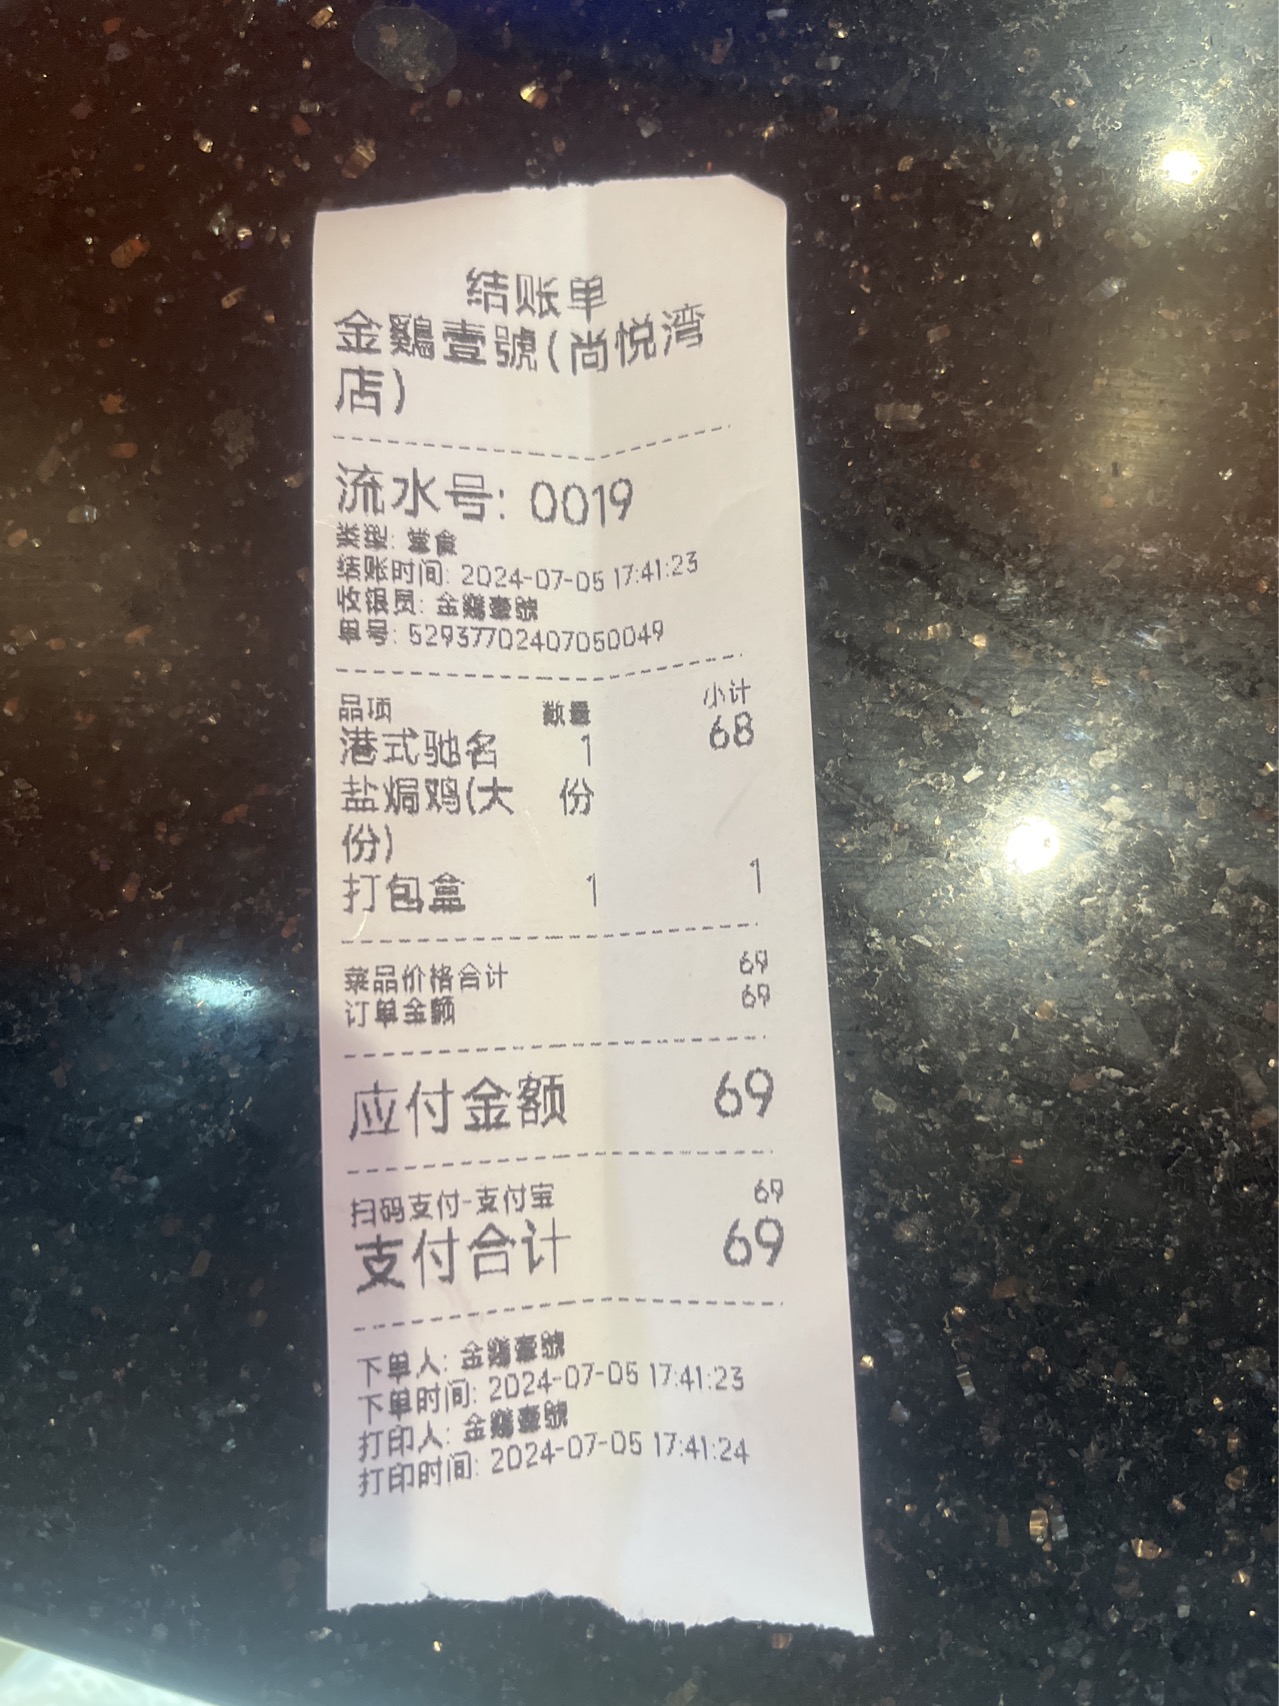 结账单
金鷄壹號(尚悦湾
店)
流水号: 0019
类型: 堂食
结账时间: 2024-07-05 17:41:23
收银员: 金鷄壹號
单号: 52937702407050049
品项 数量 小计
港式驰名 1 68
盐焗鸡(大 份
份)
打包盒 1 1
菜品价格合计 69
订单金额 69
应付金额 69
扫码支付-支付宝 69
支付合计 69
下单人: 金鷄壹號
下单时间: 2024-07-05 17:41:23
打印人: 金鷄壹號
打印时间: 2024-07-05 17:41:24